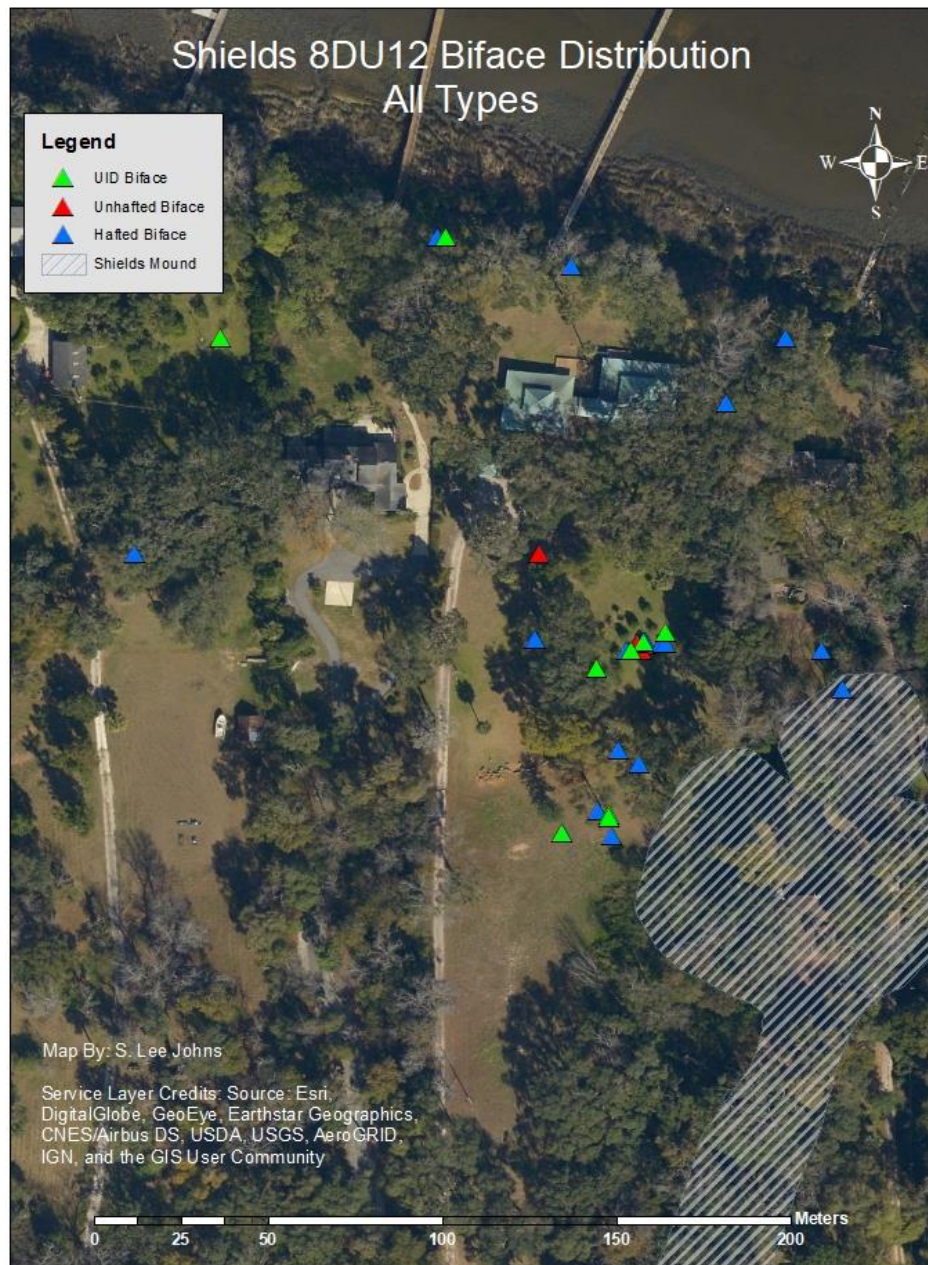 Shields 8DU12 Biface Distribution
All Types
Legend
UID Biface
Unhafted Biface
Hafted Biface
Shields Mound
N
W E
S
Map By: S. Lee Johns
Service Layer Credits: Source: Esri,
DigitalGlobe, GeoEye, Earthstar Geographics,
CNES/Airbus DS, USDA, USGS, AeroGRID,
IGN, and the GIS User Community
Meters
0 25 50 100 150 200